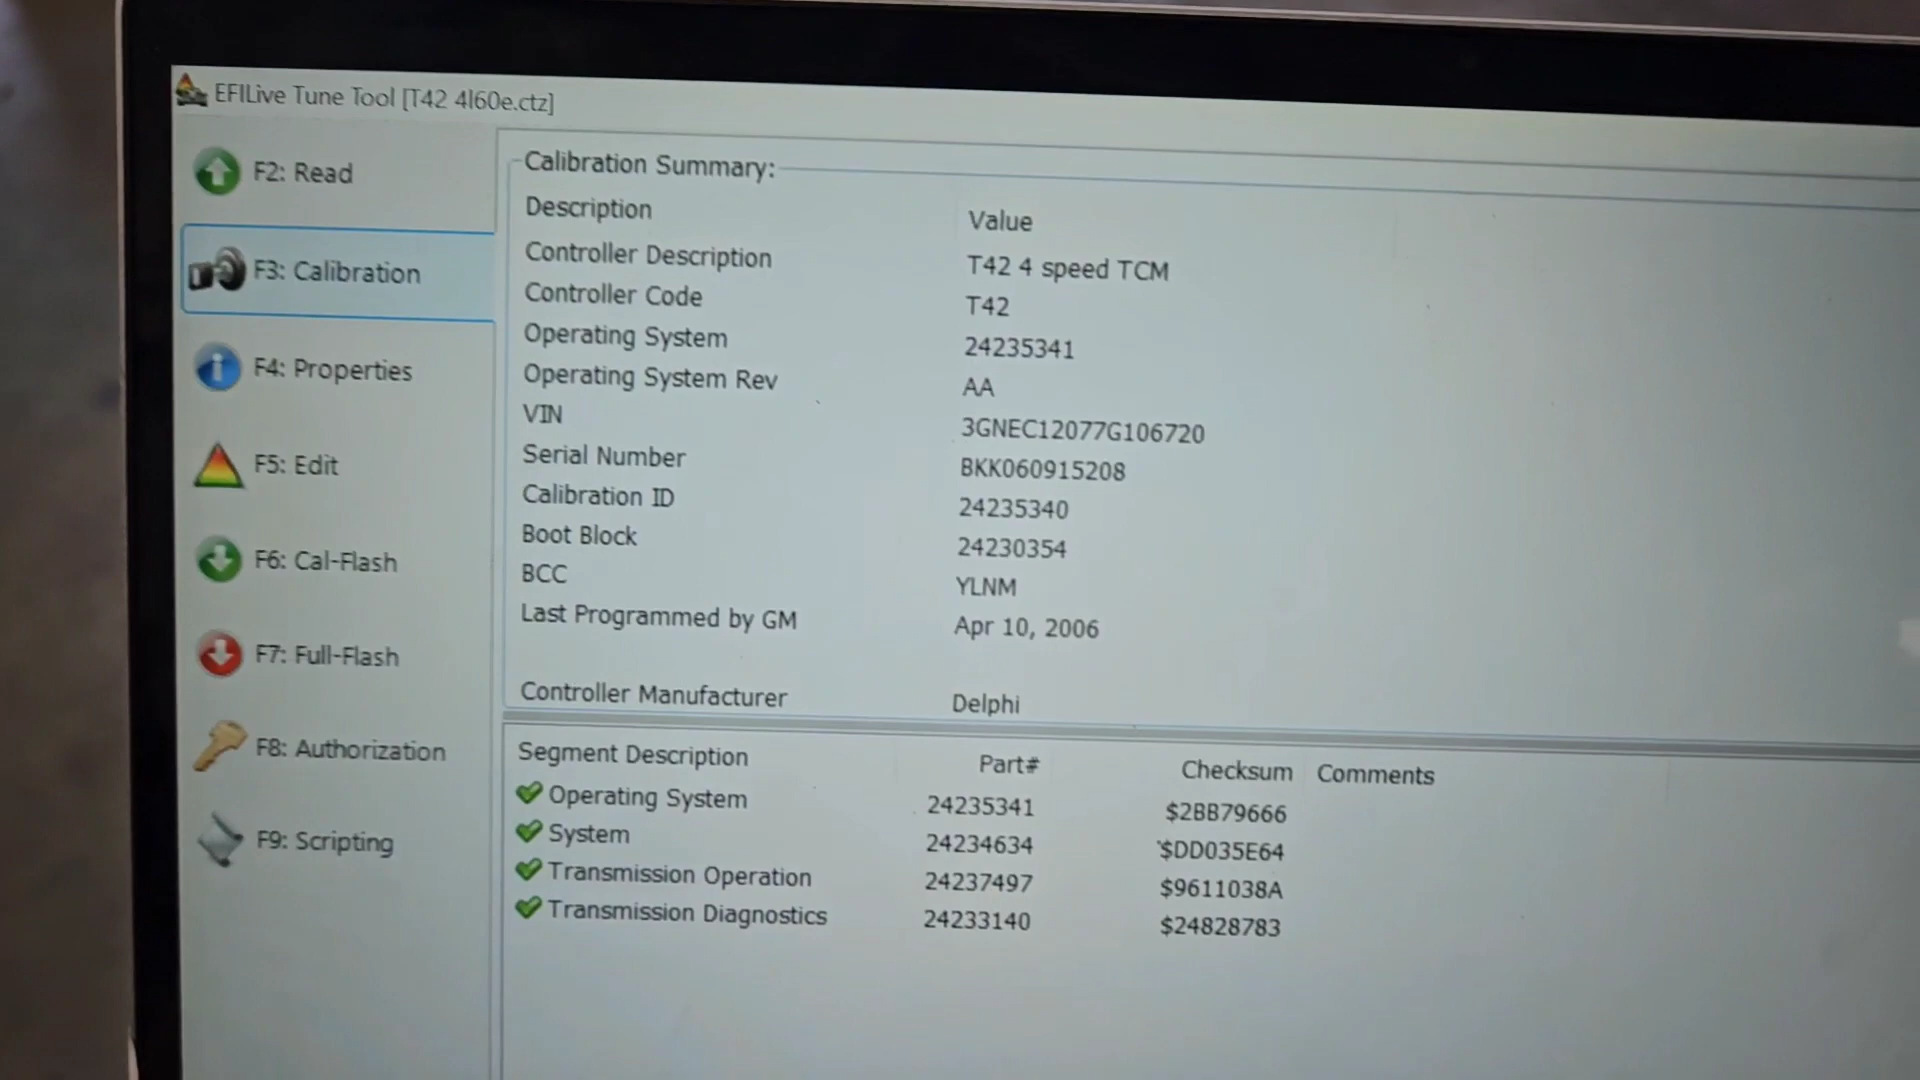 EFILive Tune Tool [T42 4l60e.ctz]
F2: Read
F3: Calibration
F4: Properties
F5: Edit
F6: Cal-Flash
F7: Full-Flash
F8: Authorization
F9: Scripting
Calibration Summary:
Description Value
Controller Description T42 4 speed TCM
Controller Code T42
Operating System 24235341
Operating System Rev AA
VIN 3GNEC12077G106720
Serial Number BKK060915208
Calibration ID 24235340
Boot Block 24230354
BCC YLNM
Last Programmed by GM Apr 10, 2006
Controller Manufacturer Delphi
Segment Description Part# Checksum Comments
Operating System 24235341 $2BB79666
System 24234634 $DD035E64
Transmission Operation 24237497 $9611038A
Transmission Diagnostics 24233140 $24828783